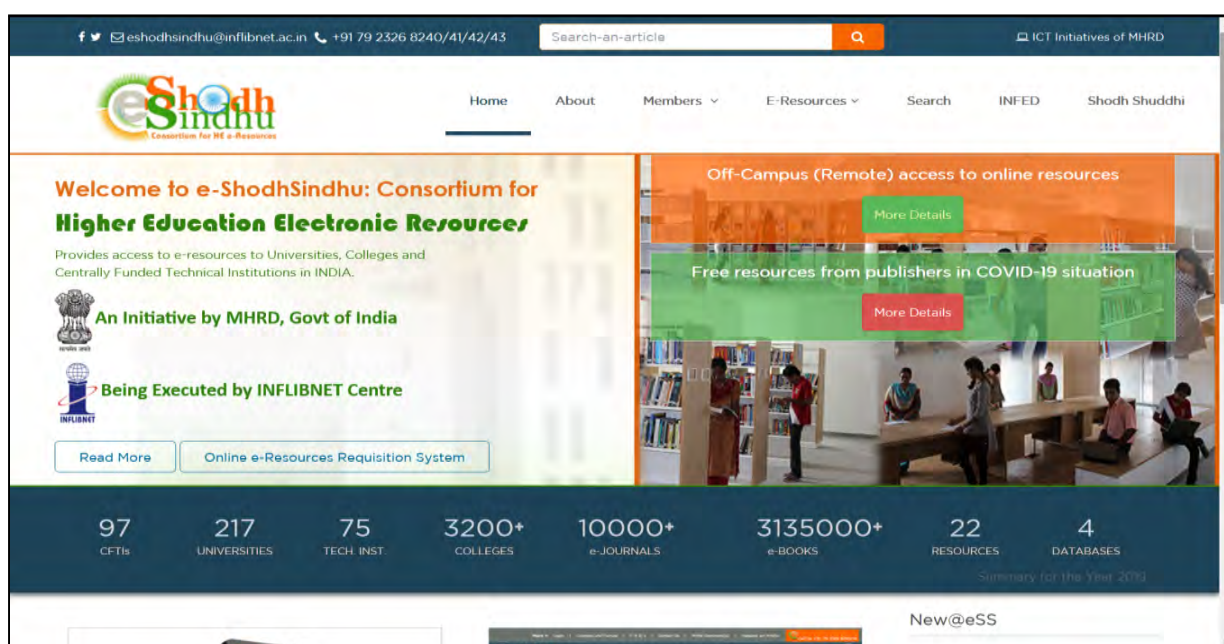 eshodhsindhu@inflibnet.ac.in +91 79 2326 8240/41/42/43 Search-an-article ICT Initiatives of MHRD
eShodh
Sindhu
Consortium for HE e-Resources
Home About Members E-Resources Search INFED Shodh Shuddhi
Welcome to e-ShodhSindhu: Consortium for
Higher Education Electronic Resources
Provides access to e-resources to Universities, Colleges and
Centrally Funded Technical Institutions in INDIA.
An Initiative by MHRD, Govt of India
Being Executed by INFLIBNET Centre
INFLIBNET
Read More Online e-Resources Requisition System
Off-Campus (Remote) access to online resources
More Details
Free resources from publishers in COVID-19 situation
More Details
97 217 75 3200+ 10000+ 3135000+ 22 4
CFTIs UNIVERSITIES TECH. INST. COLLEGES e-JOURNALS e-BOOKS RESOURCES DATABASES
Summary for the Year 2019
New@eSS